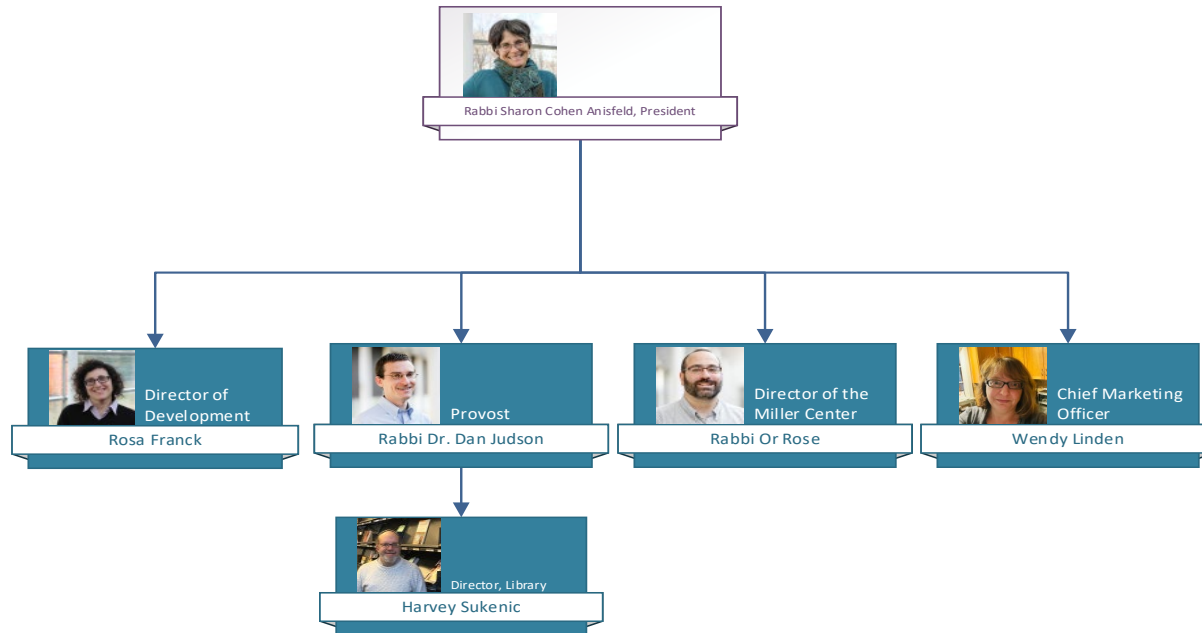 Rabbi Sharon Cohen Anisfeld, President
Director of
Development
Rosa Franck
Provost
Rabbi Dr. Dan Judson
Director of the
Miller Center
Rabbi Or Rose
Chief Marketing
Officer
Wendy Linden
Director, Library
Harvey Sukenic